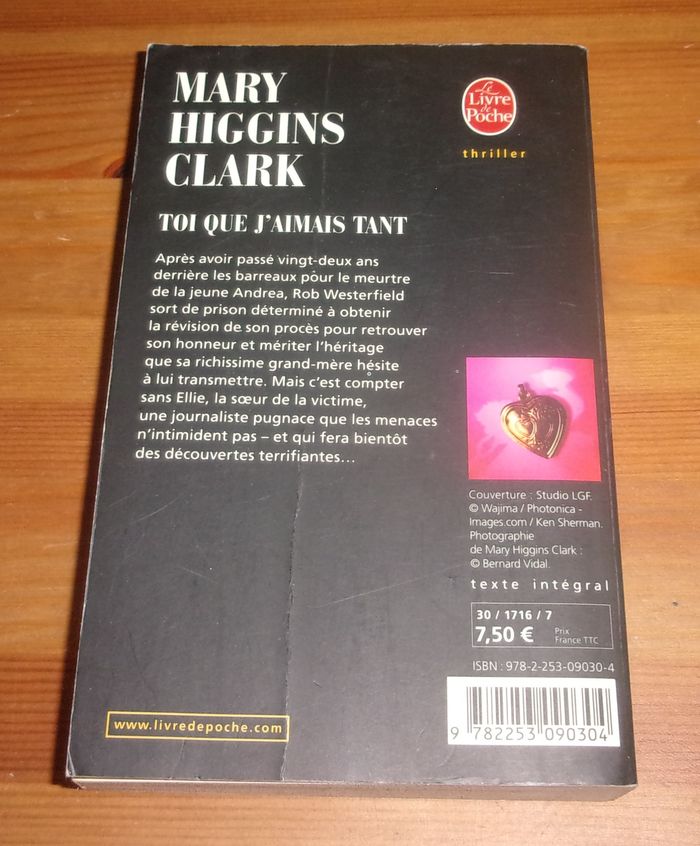 MARY
HIGGINS
CLARK
Le
Livre
de
Poche
thriller
TOI QUE J'AIMAIS TANT
Après avoir passé vingt-deux ans
derrière les barreaux pour le meurtre
de la jeune Andrea, Rob Westerfield
sort de prison déterminé à obtenir
la révision de son procès pour retrouver
son honneur et mériter l'héritage
que sa richissime grand-mère hésite
à lui transmettre. Mais c'est compter
sans Ellie, la sœur de la victime,
une journaliste pugnace que les menaces
n'intimident pas – et qui fera bientôt
des découvertes terrifiantes...
Couverture : Studio LGF.
© Wajima / Photonica -
Images.com / Ken Sherman.
Photographie
de Mary Higgins Clark :
© Bernard Vidal.
texte intégral
30 / 1716 / 7
7,50 € Prix
France TTC
ISBN : 978-2-253-09030-4
9 782253 090304
www.livredepoche.com